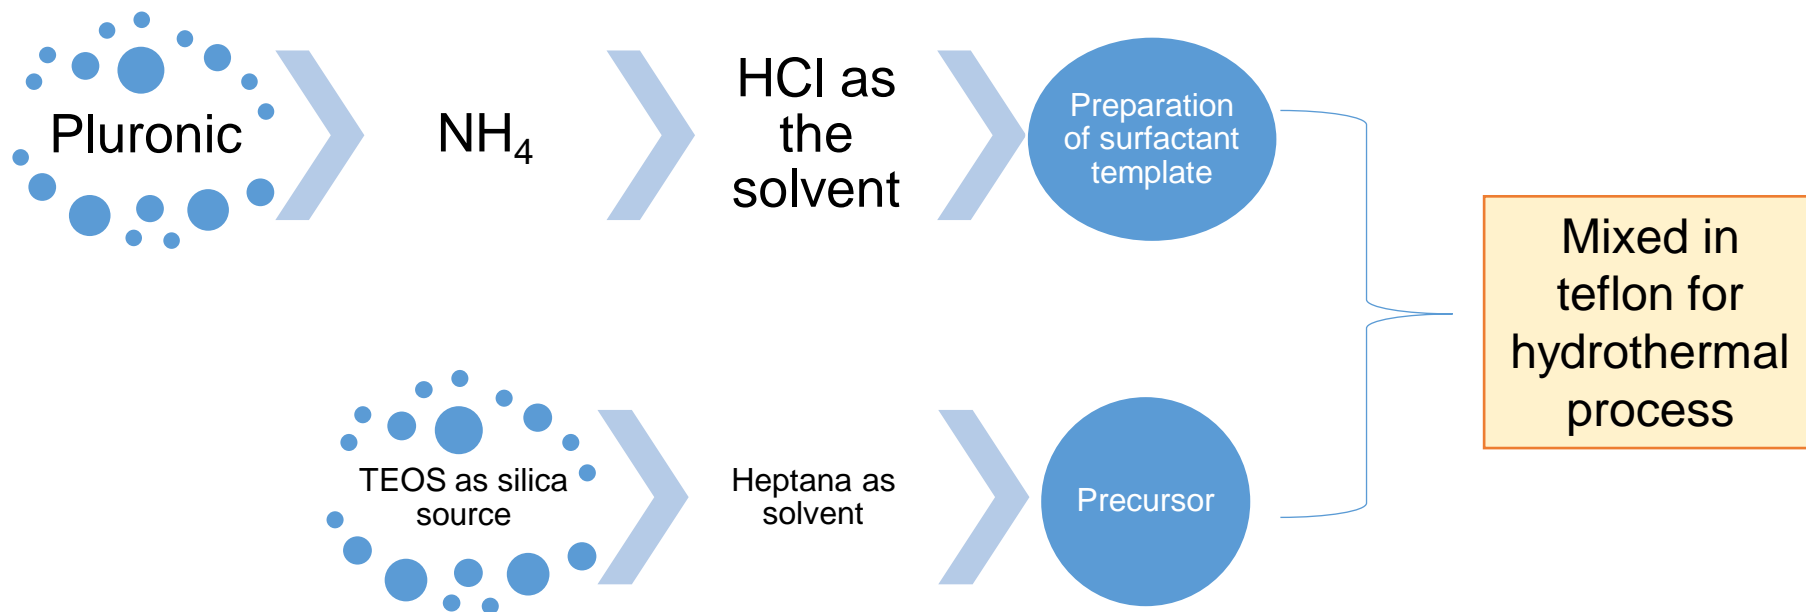 Pluronic
NH₄
HCl as
the
solvent
Preparation
of surfactant
template
TEOS as silica
source
Heptana as
solvent
Precursor
Mixed in
teflon for
hydrothermal
process